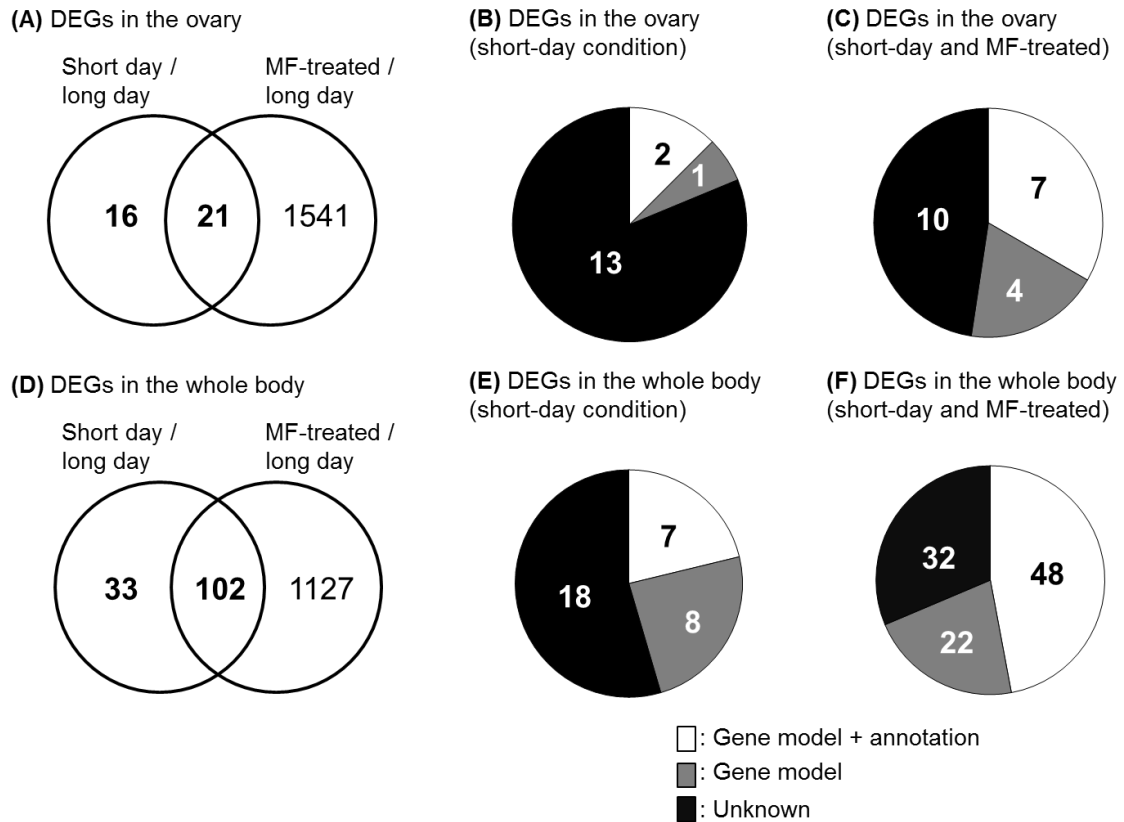 (A) DEGs in the ovary
Short day /
long day
MF-treated /
long day
16
21
1541
(B) DEGs in the ovary
(short-day condition)
2
1
13
(C) DEGs in the ovary
(short-day and MF-treated)
7
10
4
(D) DEGs in the whole body
Short day /
long day
MF-treated /
long day
33
102
1127
(E) DEGs in the whole body
(short-day condition)
7
18
8
(F) DEGs in the whole body
(short-day and MF-treated)
32
48
22
: Gene model + annotation
: Gene model
: Unknown